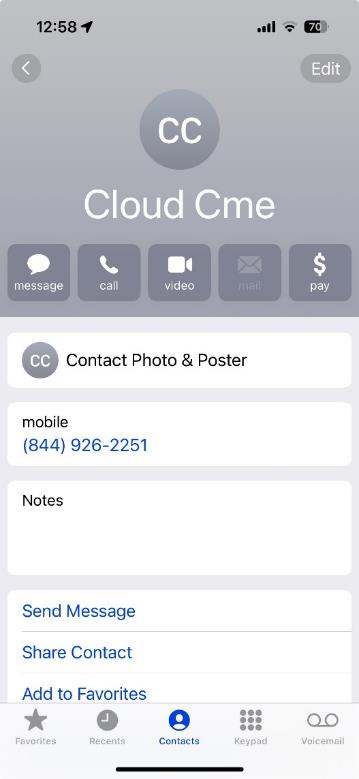 12:58
70
Edit
CC
Cloud Cme
message call video mail pay
CC Contact Photo & Poster
mobile
(844) 926-2251
Notes
Send Message
Share Contact
Add to Favorites
Favorites Recents Contacts Keypad Voicemail